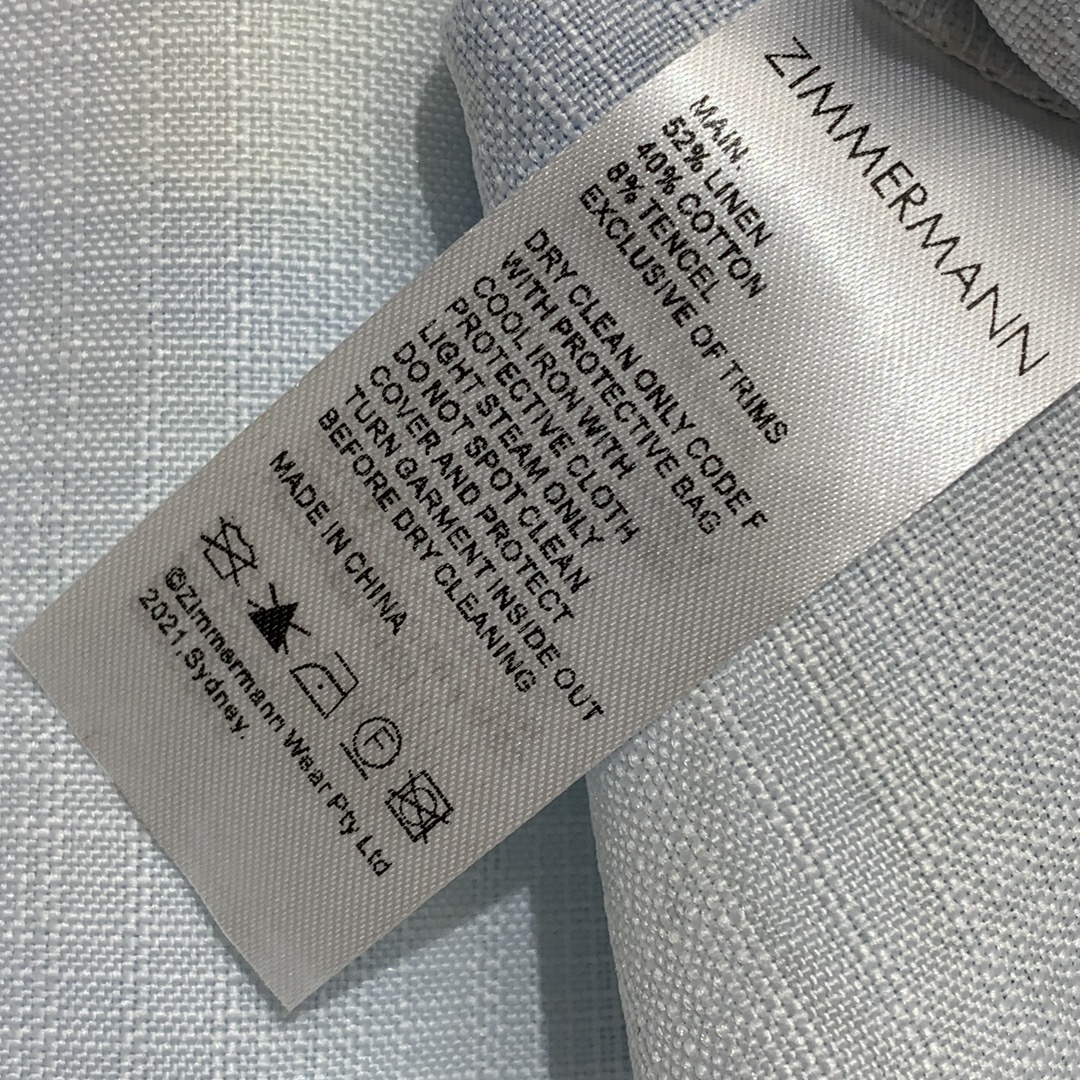 ZIMMERMANN
MAIN.
52% LINEN
40% COTTON
8% TENCEL
EXCLUSIVE OF TRIMS
DRY CLEAN ONLY CODE F
WITH PROTECTIVE BAG
COOL IRON WITH
PROTECTIVE CLOTH
LIGHT STEAM ONLY
DO NOT SPOT CLEAN
COVER AND PROTECT
TURN GARMENT INSIDE OUT
BEFORE DRY CLEANING
MADE IN CHINA
F
©Zimmermann Wear Pty Ltd
2021, Sydney.